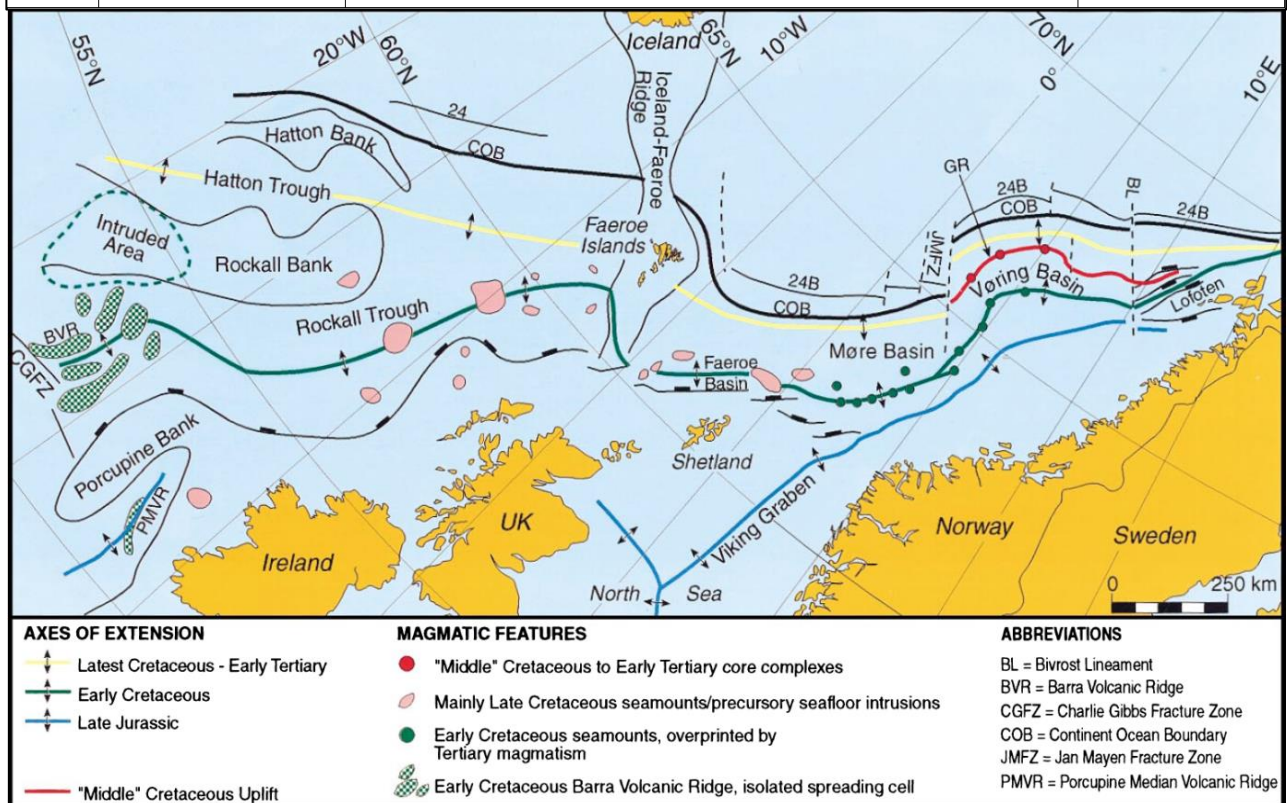 55°N
20°W
60°N
Iceland
65°N
10°W
70°N
0°
10°E
Iceland-Faeroe
Ridge
24
Hatton Bank
COB
Hatton Trough
GR
24B
COB
BL
24B
Intruded
Area
Faeroe
Islands
JMFZ
Rockall Bank
24B
COB
Vøring Basin
Lofoten
Rockall Trough
BVR
CGFZ
Møre Basin
Faeroe
Basin
Porcupine Bank
PMVR
Shetland
Viking Graben
Ireland
UK
Norway
Sweden
North Sea
0 250 km
AXES OF EXTENSION
Latest Cretaceous - Early Tertiary
Early Cretaceous
Late Jurassic
"Middle" Cretaceous Uplift
MAGMATIC FEATURES
"Middle" Cretaceous to Early Tertiary core complexes
Mainly Late Cretaceous seamounts/precursory seafloor intrusions
Early Cretaceous seamounts, overprinted by
Tertiary magmatism
Early Cretaceous Barra Volcanic Ridge, isolated spreading cell
ABBREVIATIONS
BL = Bivrost Lineament
BVR = Barra Volcanic Ridge
CGFZ = Charlie Gibbs Fracture Zone
COB = Continent Ocean Boundary
JMFZ = Jan Mayen Fracture Zone
PMVR = Porcupine Median Volcanic Ridge